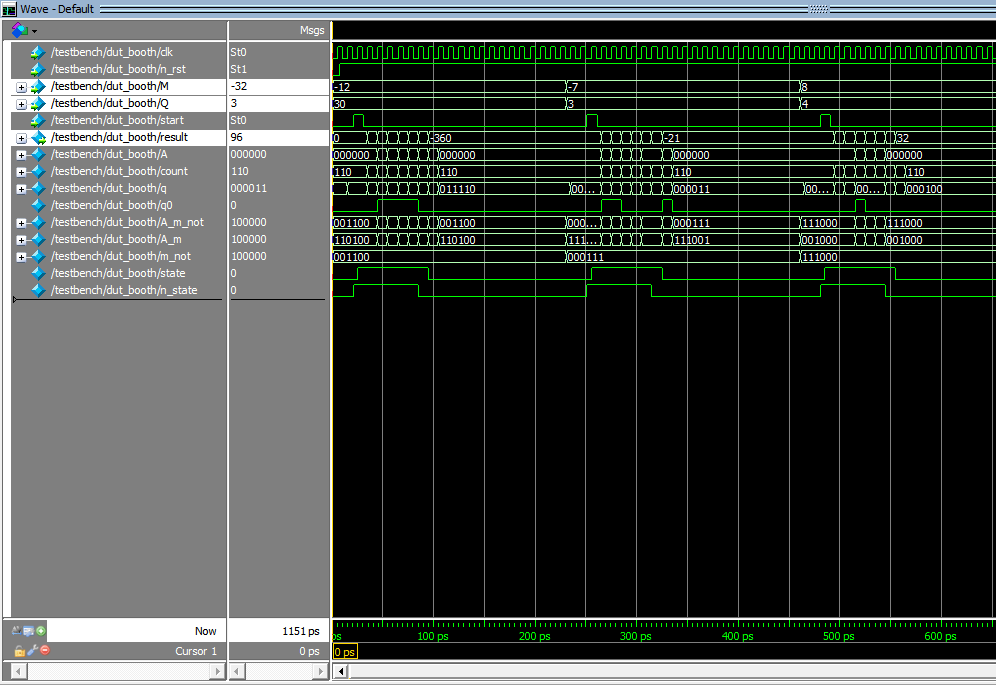 Wave - Default
Msgs
/testbench/dut_booth/clk St0
/testbench/dut_booth/n_rst St1
/testbench/dut_booth/M -32 -12 -7 8
/testbench/dut_booth/Q 3 30 3 4
/testbench/dut_booth/start St0
/testbench/dut_booth/result 96 0 -360 -21 32
/testbench/dut_booth/A 000000 000000 000000 000000 000000
/testbench/dut_booth/count 110 110 110 110 110
/testbench/dut_booth/q 000011 011110 00... 000011 00... 00... 000100
/testbench/dut_booth/q0 0
/testbench/dut_booth/A_m_not 100000 001100 001100 000... 000111 111000 111000
/testbench/dut_booth/A_m 100000 110100 110100 111... 111001 001000 001000
/testbench/dut_booth/m_not 100000 001100 000111 111000
/testbench/dut_booth/state 0
/testbench/dut_booth/n_state 0
Now 1151 ps ps 100 ps 200 ps 300 ps 400 ps 500 ps 600 ps
Cursor 1 0 ps 0 ps